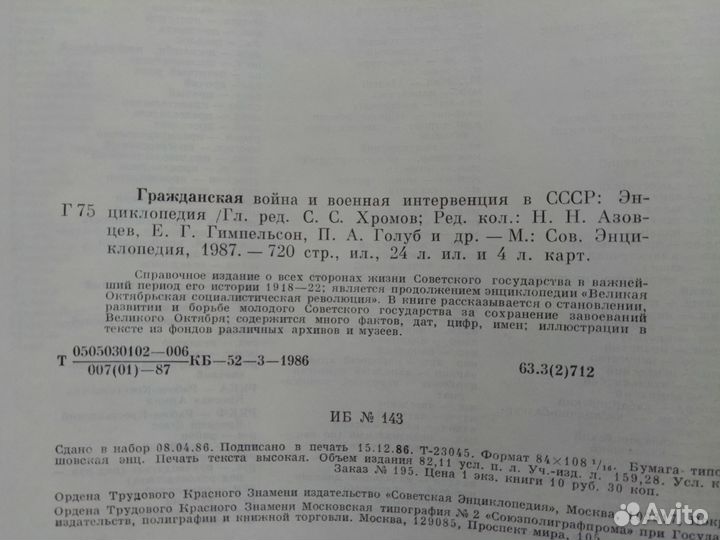 Гражданская война и военная интервенция в СССР: Эн-
Г 75 циклопедия /Гл. ред. С. С. Хромов; Ред. кол.: Н. Н. Азов-
цев, Е. Г. Гимпельсон, П. А. Голуб и др. — М.: Сов. Энци-
клопедия, 1987. — 720 стр., ил., 24 л. ил. и 4 л. карт.
Справочное издание о всех сторонах жизни Советского государства в важней-
ший период его истории 1918—22; является продолжением энциклопедии «Великая
Октябрьская социалистическая революция». В книге рассказывается о становлении,
развитии и борьбе молодого Советского государства за сохранение завоеваний
Великого Октября; содержится много фактов, дат, цифр, имен; иллюстрации в
тексте из фондов различных архивов и музеев.
0505030102—006
Т КБ—52—3—1986
007(01)—87
63.3(2)712
ИБ № 143
Сдано в набор 08.04.86. Подписано в печать 15.12.86. Т-23045. Формат 84×108 1/16. Бумага типо
шовская энц. Печать текста высокая. Объем издания 82,11 усл. п. л. Уч.-изд. л. 159,28. Усл. к
Заказ № 195. Цена 1 экз. книги 10 руб. 30 коп.
Ордена Трудового Красного Знамени издательство «Советская Энциклопедия», Москва
Ордена Трудового Красного Знамени Московская типография № 2 «Союзполиграфпрома» при Госуда
издательств, полиграфии и книжной торговли. Москва, 129085, Проспект мира, 105.
Avito